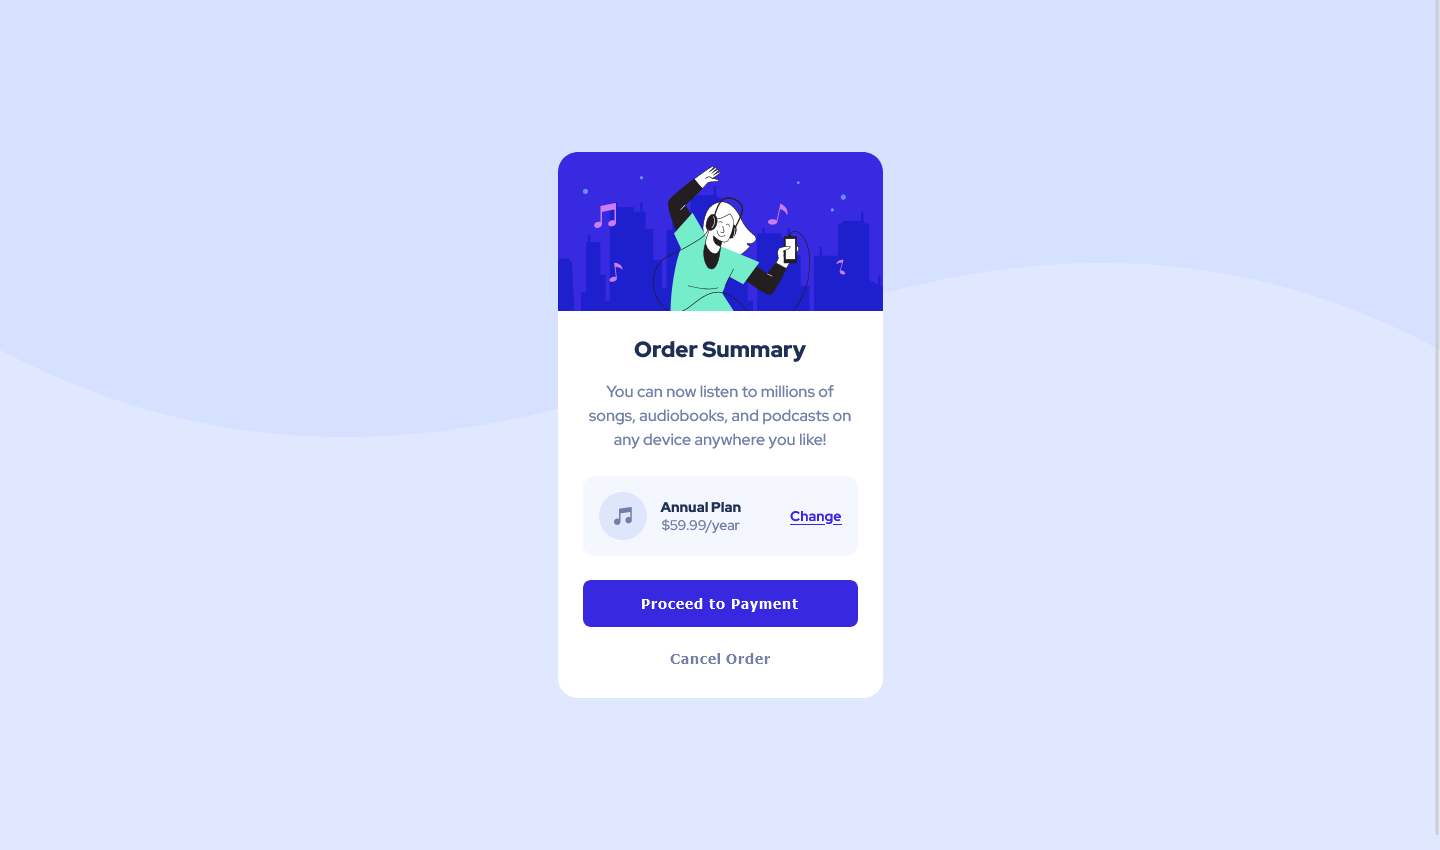 Order Summary
You can now listen to millions of
songs, audiobooks, and podcasts on
any device anywhere you like!
Annual Plan
$59.99/year
Change
Proceed to Payment
Cancel Order